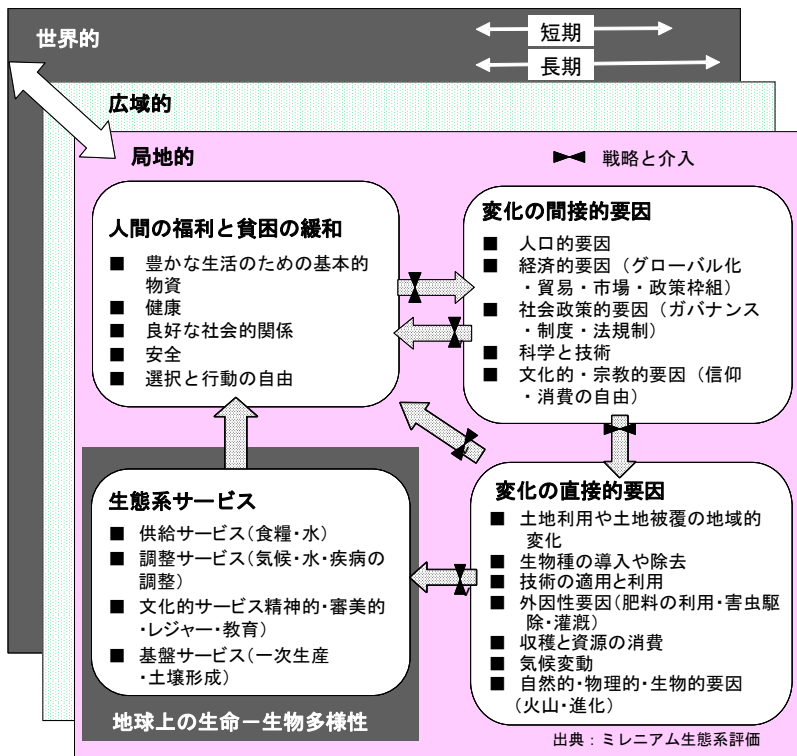 世界的
短期
長期
広域的
局地的
戦略と介入
人間の福利と貧困の緩和
■ 豊かな生活のための基本的
物資
■ 健康
■ 良好な社会的関係
■ 安全
■ 選択と行動の自由
変化の間接的要因
■ 人口的要因
■ 経済的要因（グローバル化
・貿易・市場・政策枠組）
■ 社会政策的要因（ガバナンス
・制度・法規制）
■ 科学と技術
■ 文化的・宗教的要因（信仰
・消費の自由）
生態系サービス
■ 供給サービス(食糧・水)
■ 調整サービス(気候・水・疾病の
調整)
■ 文化的サービス精神的・審美的
・レジャー・教育)
■ 基盤サービス(一次生産
・土壌形成)
地球上の生命－生物多様性
変化の直接的要因
■ 土地利用や土地被覆の地域的
変化
■ 生物種の導入や除去
■ 技術の適用と利用
■ 外因性要因(肥料の利用・害虫駆
除・灌漑)
■ 収穫と資源の消費
■ 気候変動
■ 自然的・物理的・生物的要因
(火山・進化)
出典：ミレニアム生態系評価